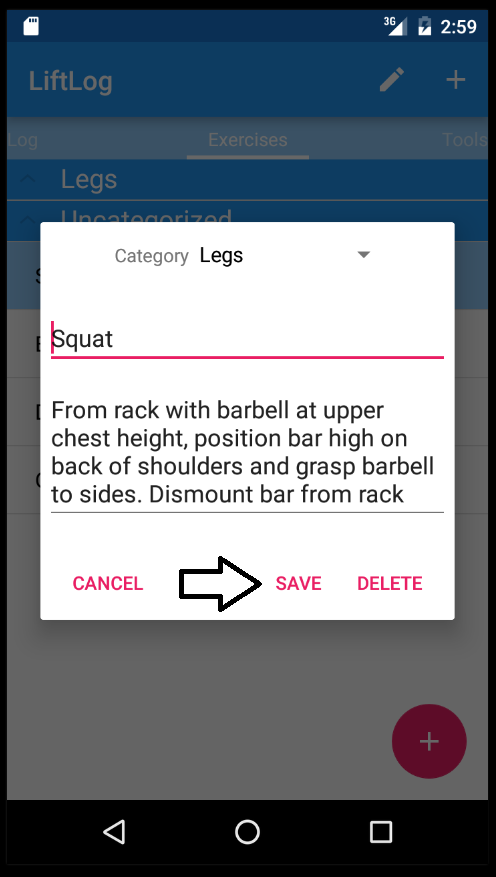 3G 2:59
LiftLog
Log Exercises Tools
Legs
Uncategorized
Category Legs
Squat
From rack with barbell at upper
chest height, position bar high on
back of shoulders and grasp barbell
to sides. Dismount bar from rack
CANCEL SAVE DELETE